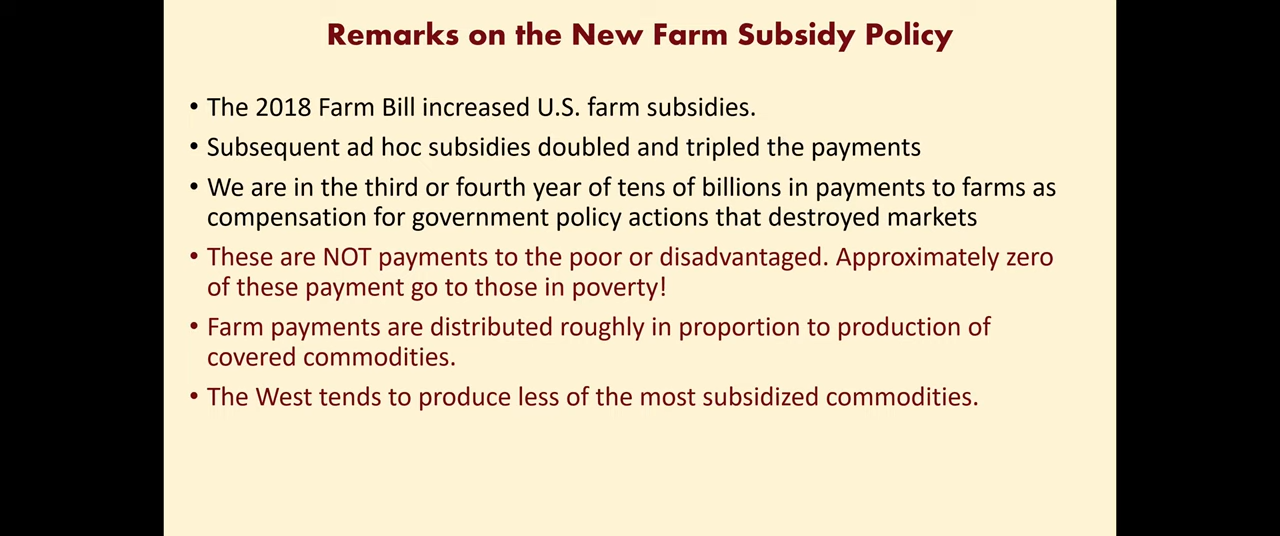 Remarks on the New Farm Subsidy Policy
• The 2018 Farm Bill increased U.S. farm subsidies.
• Subsequent ad hoc subsidies doubled and tripled the payments
• We are in the third or fourth year of tens of billions in payments to farms as
compensation for government policy actions that destroyed markets
• These are NOT payments to the poor or disadvantaged. Approximately zero
of these payment go to those in poverty!
• Farm payments are distributed roughly in proportion to production of
covered commodities.
• The West tends to produce less of the most subsidized commodities.